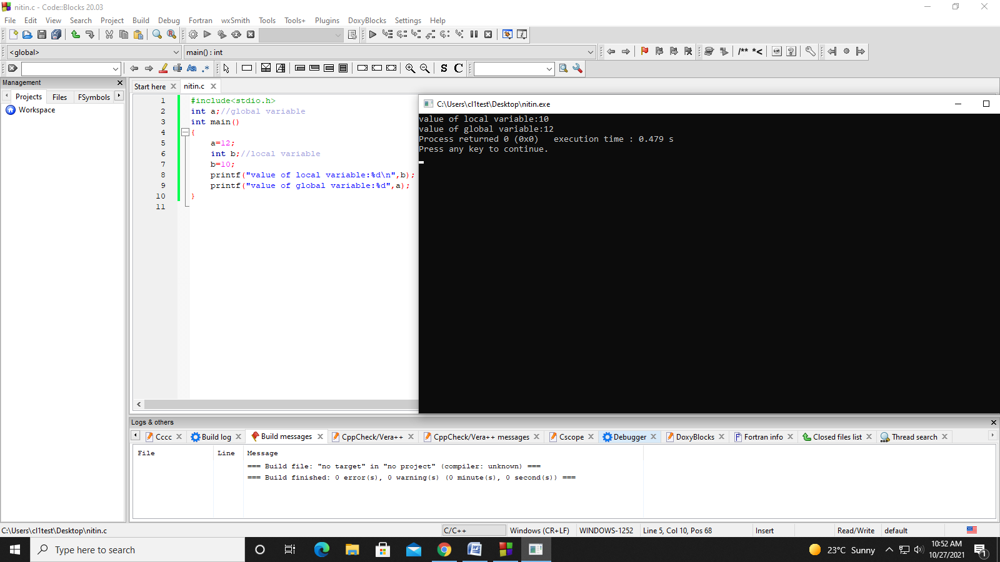 nitin.c - Code::Blocks 20.03
File Edit View Search Project Build Debug Fortran wxSmith Tools Tools+ Plugins DoxyBlocks Settings Help
<global> main() : int
/** *<
Aa .* S C
Management
Projects Files FSymbols
Workspace
Start here nitin.c
1 #include<stdio.h>
2 int a;//global variable
3 int main()
4 {
5 a=12;
6 int b;//local variable
7 b=10;
8 printf("value of local variable:%d\n",b);
9 printf("value of global variable:%d",a);
10 }
11
C:\Users\cl1test\Desktop\nitin.exe
value of local variable:10
value of global variable:12
Process returned 0 (0x0) execution time : 0.479 s
Press any key to continue.
Logs & others
Cccc Build log Build messages CppCheck/Vera++ CppCheck/Vera++ messages Cscope Debugger DoxyBlocks Fortran info Closed files list Thread search
File Line Message
=== Build file: "no target" in "no project" (compiler: unknown) ===
=== Build finished: 0 error(s), 0 warning(s) (0 minute(s), 0 second(s)) ===
C:\Users\cl1test\Desktop\nitin.c C/C++ Windows (CR+LF) WINDOWS-1252 Line 5, Col 10, Pos 68 Insert Read/Write default
Type here to search
23°C Sunny
10:52 AM
10/27/2021
1